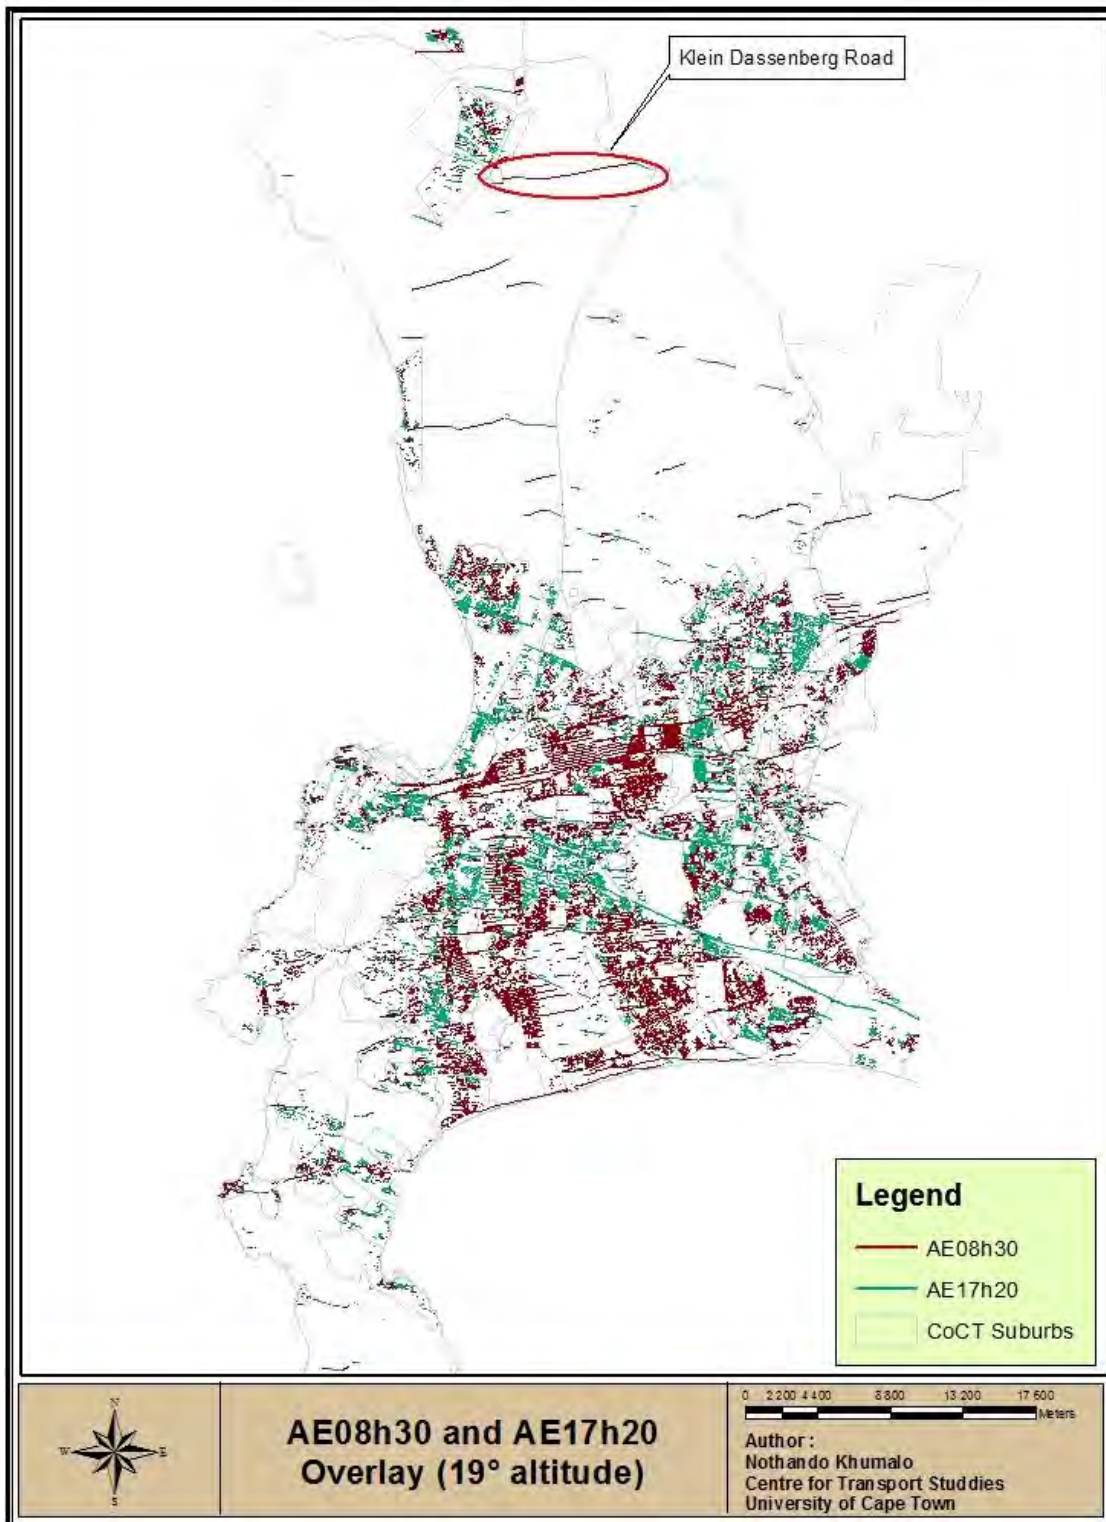 Klein Dassenberg Road
Legend
AE08h30
AE17h20
CoCT Suburbs
N
W E
S
AE08h30 and AE17h20
Overlay (19° altitude)
0 2 200 4 400 8 800 13 200 17 600
Meters
Author :
Nothando Khumalo
Centre for Transport Studdies
University of Cape Town